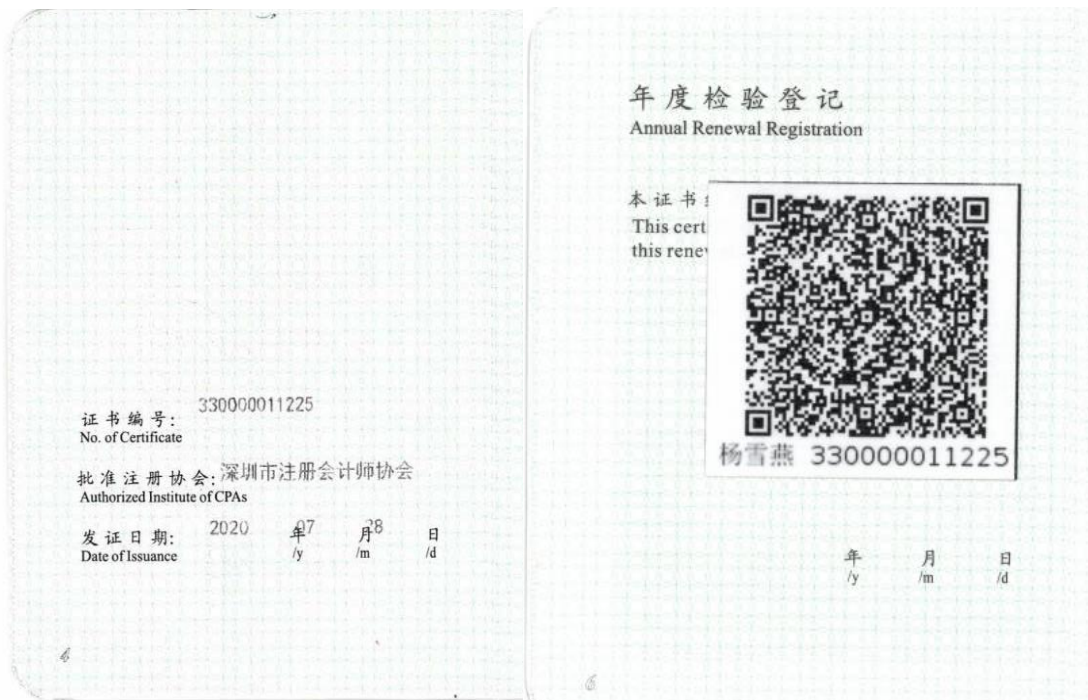 330000011225
证书编号:
No. of Certificate
批准注册协会: 深圳市注册会计师协会
Authorized Institute of CPAs
发证日期: 2020 年 07 月 28 日
Date of Issuance /y /m /d
4
年度检验登记
Annual Renewal Registration
本证书
This cert
this renew
杨雪燕 330000011225
年 月 日
/y /m /d
6